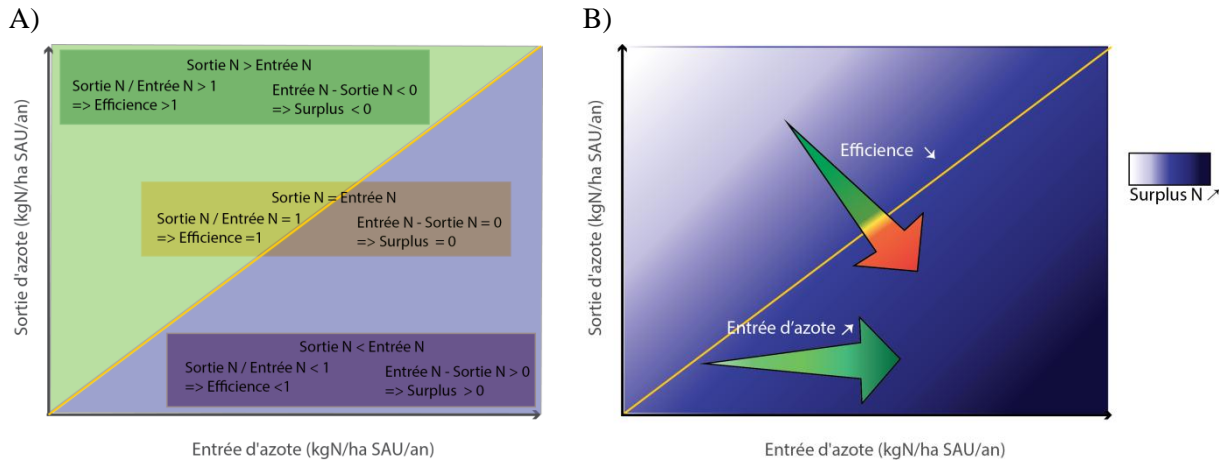 A)
Sortie N > Entrée N
Sortie N / Entrée N > 1
=> Efficience >1
Entrée N - Sortie N < 0
=> Surplus < 0
Sortie N = Entrée N
Sortie N / Entrée N = 1
=> Efficience =1
Entrée N - Sortie N = 0
=> Surplus = 0
Sortie N < Entrée N
Sortie N / Entrée N < 1
=> Efficience <1
Entrée N - Sortie N > 0
=> Surplus > 0
Sortie d'azote (kgN/ha SAU/an)
Entrée d'azote (kgN/ha SAU/an)
B)
Efficience ↘
Entrée d'azote ↗
Sortie d'azote (kgN/ha SAU/an)
Entrée d'azote (kgN/ha SAU/an)
Surplus N ↗